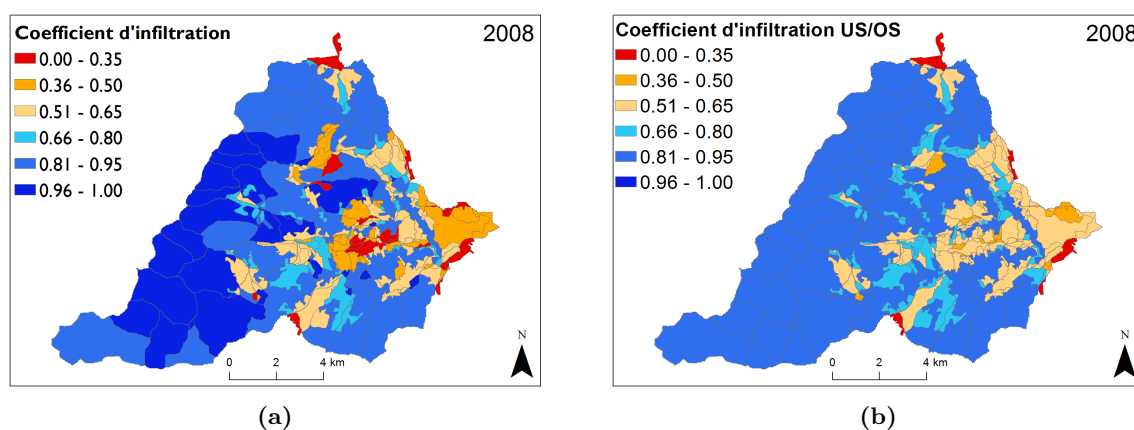 Coefficient d'infiltration
2008
0.00 - 0.35
0.36 - 0.50
0.51 - 0.65
0.66 - 0.80
0.81 - 0.95
0.96 - 1.00
0 2 4 km
N
(a)
Coefficient d'infiltration US/OS
2008
0.00 - 0.35
0.36 - 0.50
0.51 - 0.65
0.66 - 0.80
0.81 - 0.95
0.96 - 1.00
0 2 4 km
N
(b)